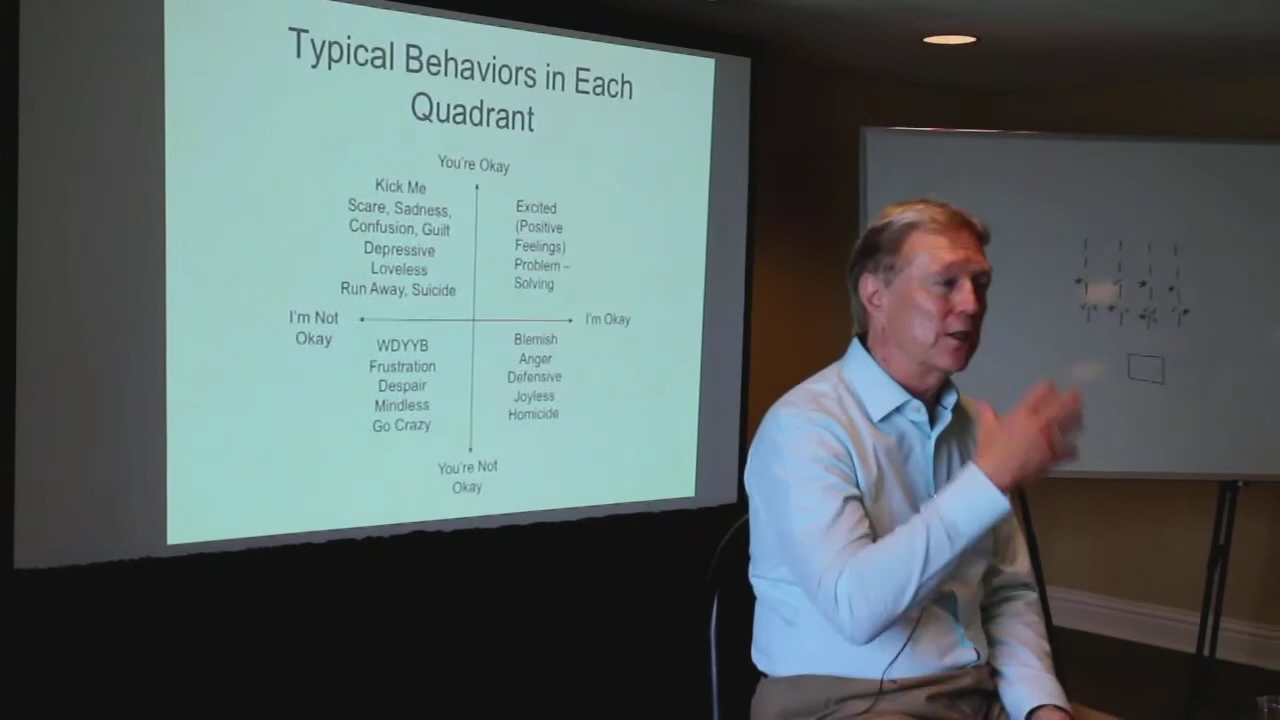 Typical Behaviors in Each
Quadrant
You're Okay
Kick Me
Scare, Sadness,
Confusion, Guilt
Depressive
Loveless
Run Away, Suicide
Excited
(Positive
Feelings)
Problem –
Solving
I'm Not
Okay
I'm Okay
WDYYB
Frustration
Despair
Mindless
Go Crazy
Blemish
Anger
Defensive
Joyless
Homicide
You're Not
Okay